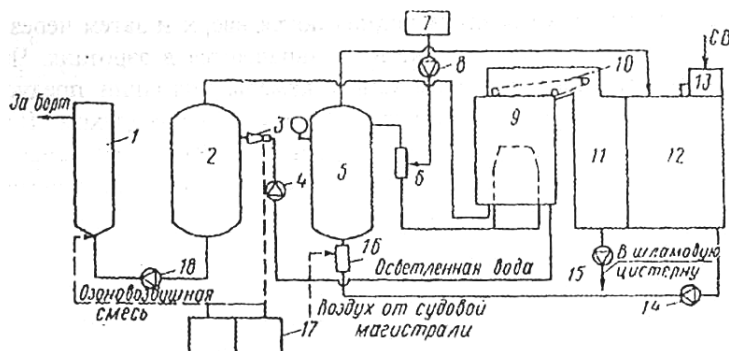 7
СВ
За борт
8
10
13
1
2
3
9
5
6
11
12
4
16
18
Осветленная вода
15
В шламовую
цистерну
Озоновоздушная
смесь
17
Воздух от судовой
магистрали
14